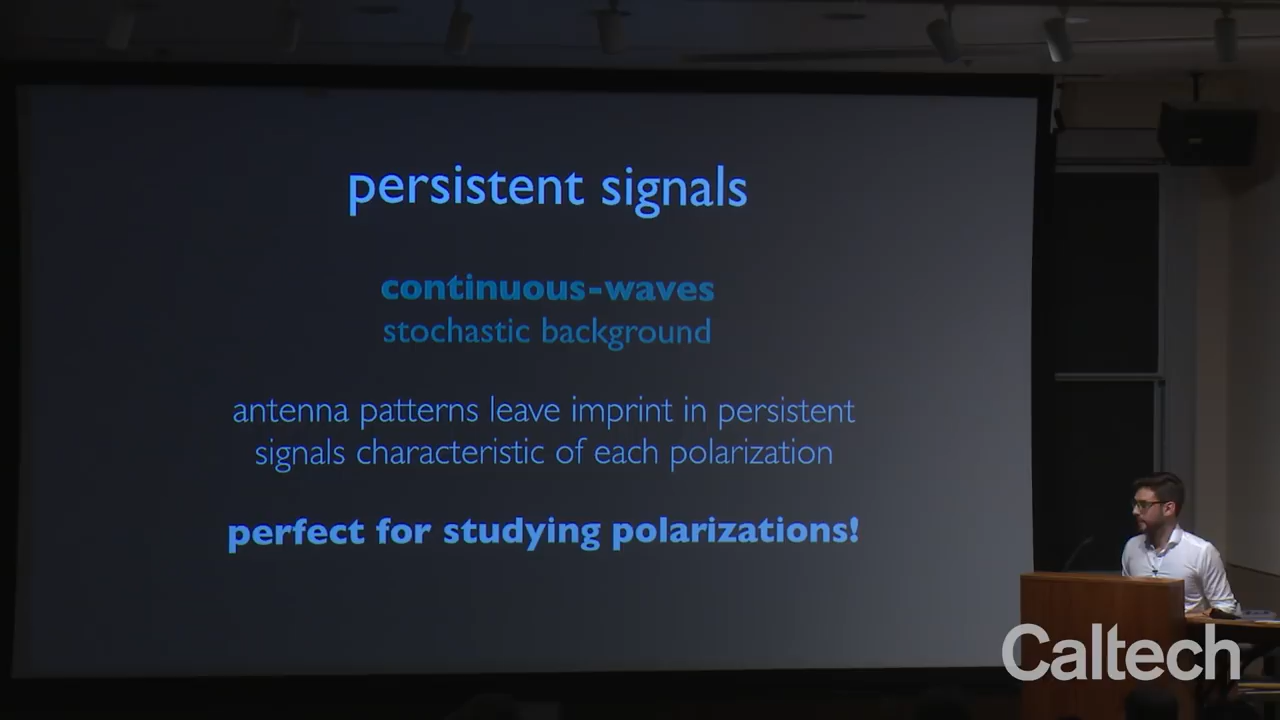 persistent signals
continuous-waves
stochastic background
antenna patterns leave imprint in persistent
signals characteristic of each polarization
perfect for studying polarizations!
Caltech